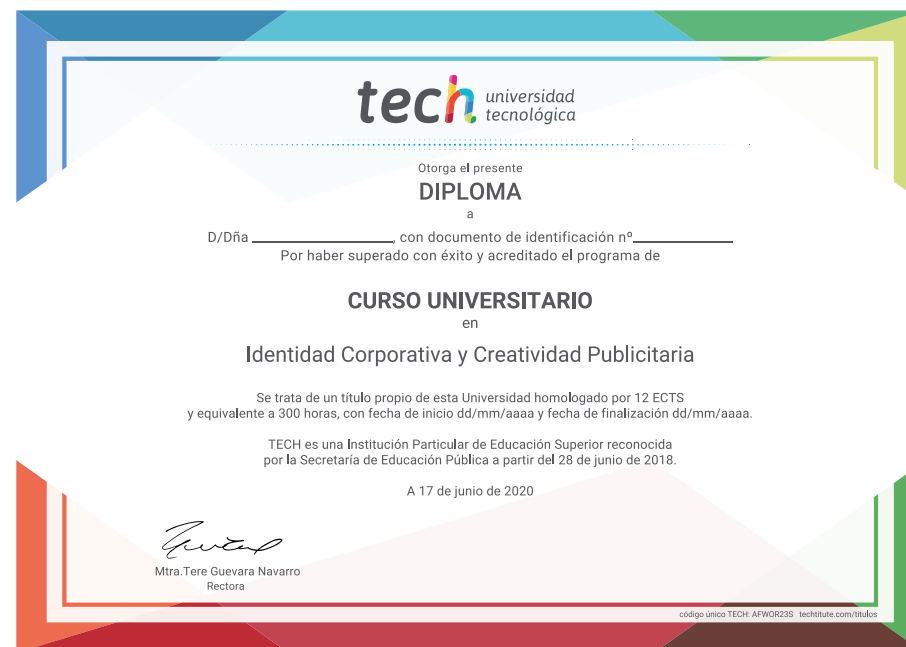 tech universidad
tecnológica
Otorga el presente
DIPLOMA
a
D/Dña ____________________, con documento de identificación nº______________
Por haber superado con éxito y acreditado el programa de
CURSO UNIVERSITARIO
en
Identidad Corporativa y Creatividad Publicitaria
Se trata de un título propio de esta Universidad homologado por 12 ECTS
y equivalente a 300 horas, con fecha de inicio dd/mm/aaaa y fecha de finalización dd/mm/aaaa.
TECH es una Institución Particular de Educación Superior reconocida
por la Secretaría de Educación Pública a partir del 28 de junio de 2018.
A 17 de junio de 2020
Mtra.Tere Guevara Navarro
Rectora
código único TECH: AFWOR23S techtitute.com/titulos